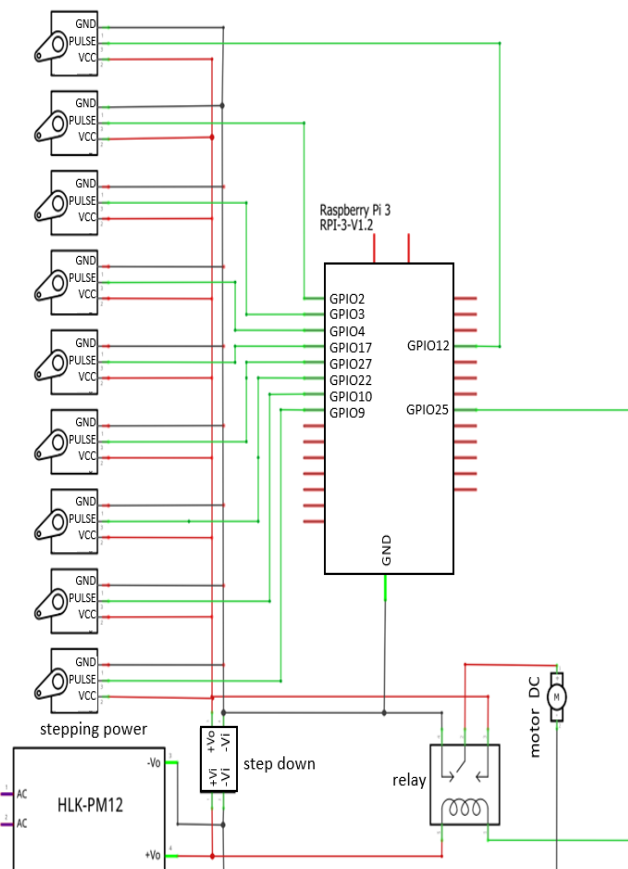 GND
PULSE
VCC
GND
PULSE
VCC
GND
PULSE
VCC
GND
PULSE
VCC
GND
PULSE
VCC
GND
PULSE
VCC
GND
PULSE
VCC
GND
PULSE
VCC
GND
PULSE
VCC
Raspberry Pi 3
RPI-3-V1.2
GPIO2
GPIO3
GPIO4
GPIO17
GPIO27
GPIO22
GPIO10
GPIO9
GPIO12
GPIO25
GND
stepping power
HLK-PM12
AC
AC
-Vo
+Vo
+Vo
-Vi
+Vi
-Vi
step down
relay
motor DC
M